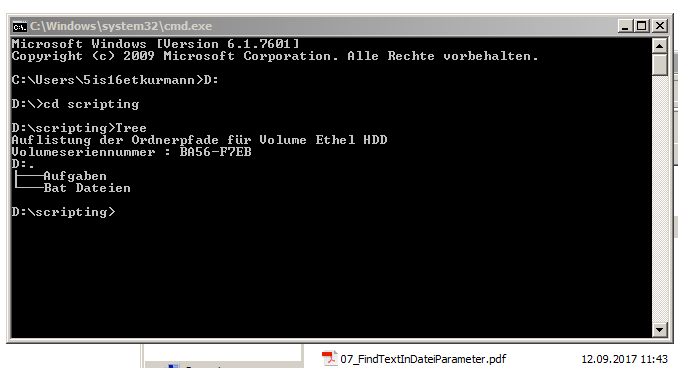 C:\Windows\system32\cmd.exe
Microsoft Windows [Version 6.1.7601]
Copyright (c) 2009 Microsoft Corporation. Alle Rechte vorbehalten.
C:\Users\5is16etkurmann>D:
D:\>cd scripting
D:\scripting>Tree
Auflistung der Ordnerpfade für Volume Ethel HDD
Volumeseriennummer : BA56-F7EB
D:.
├───Aufgaben
└───Bat Dateien
D:\scripting>
07_FindTextInDateiParameter.pdf 12.09.2017 11:43